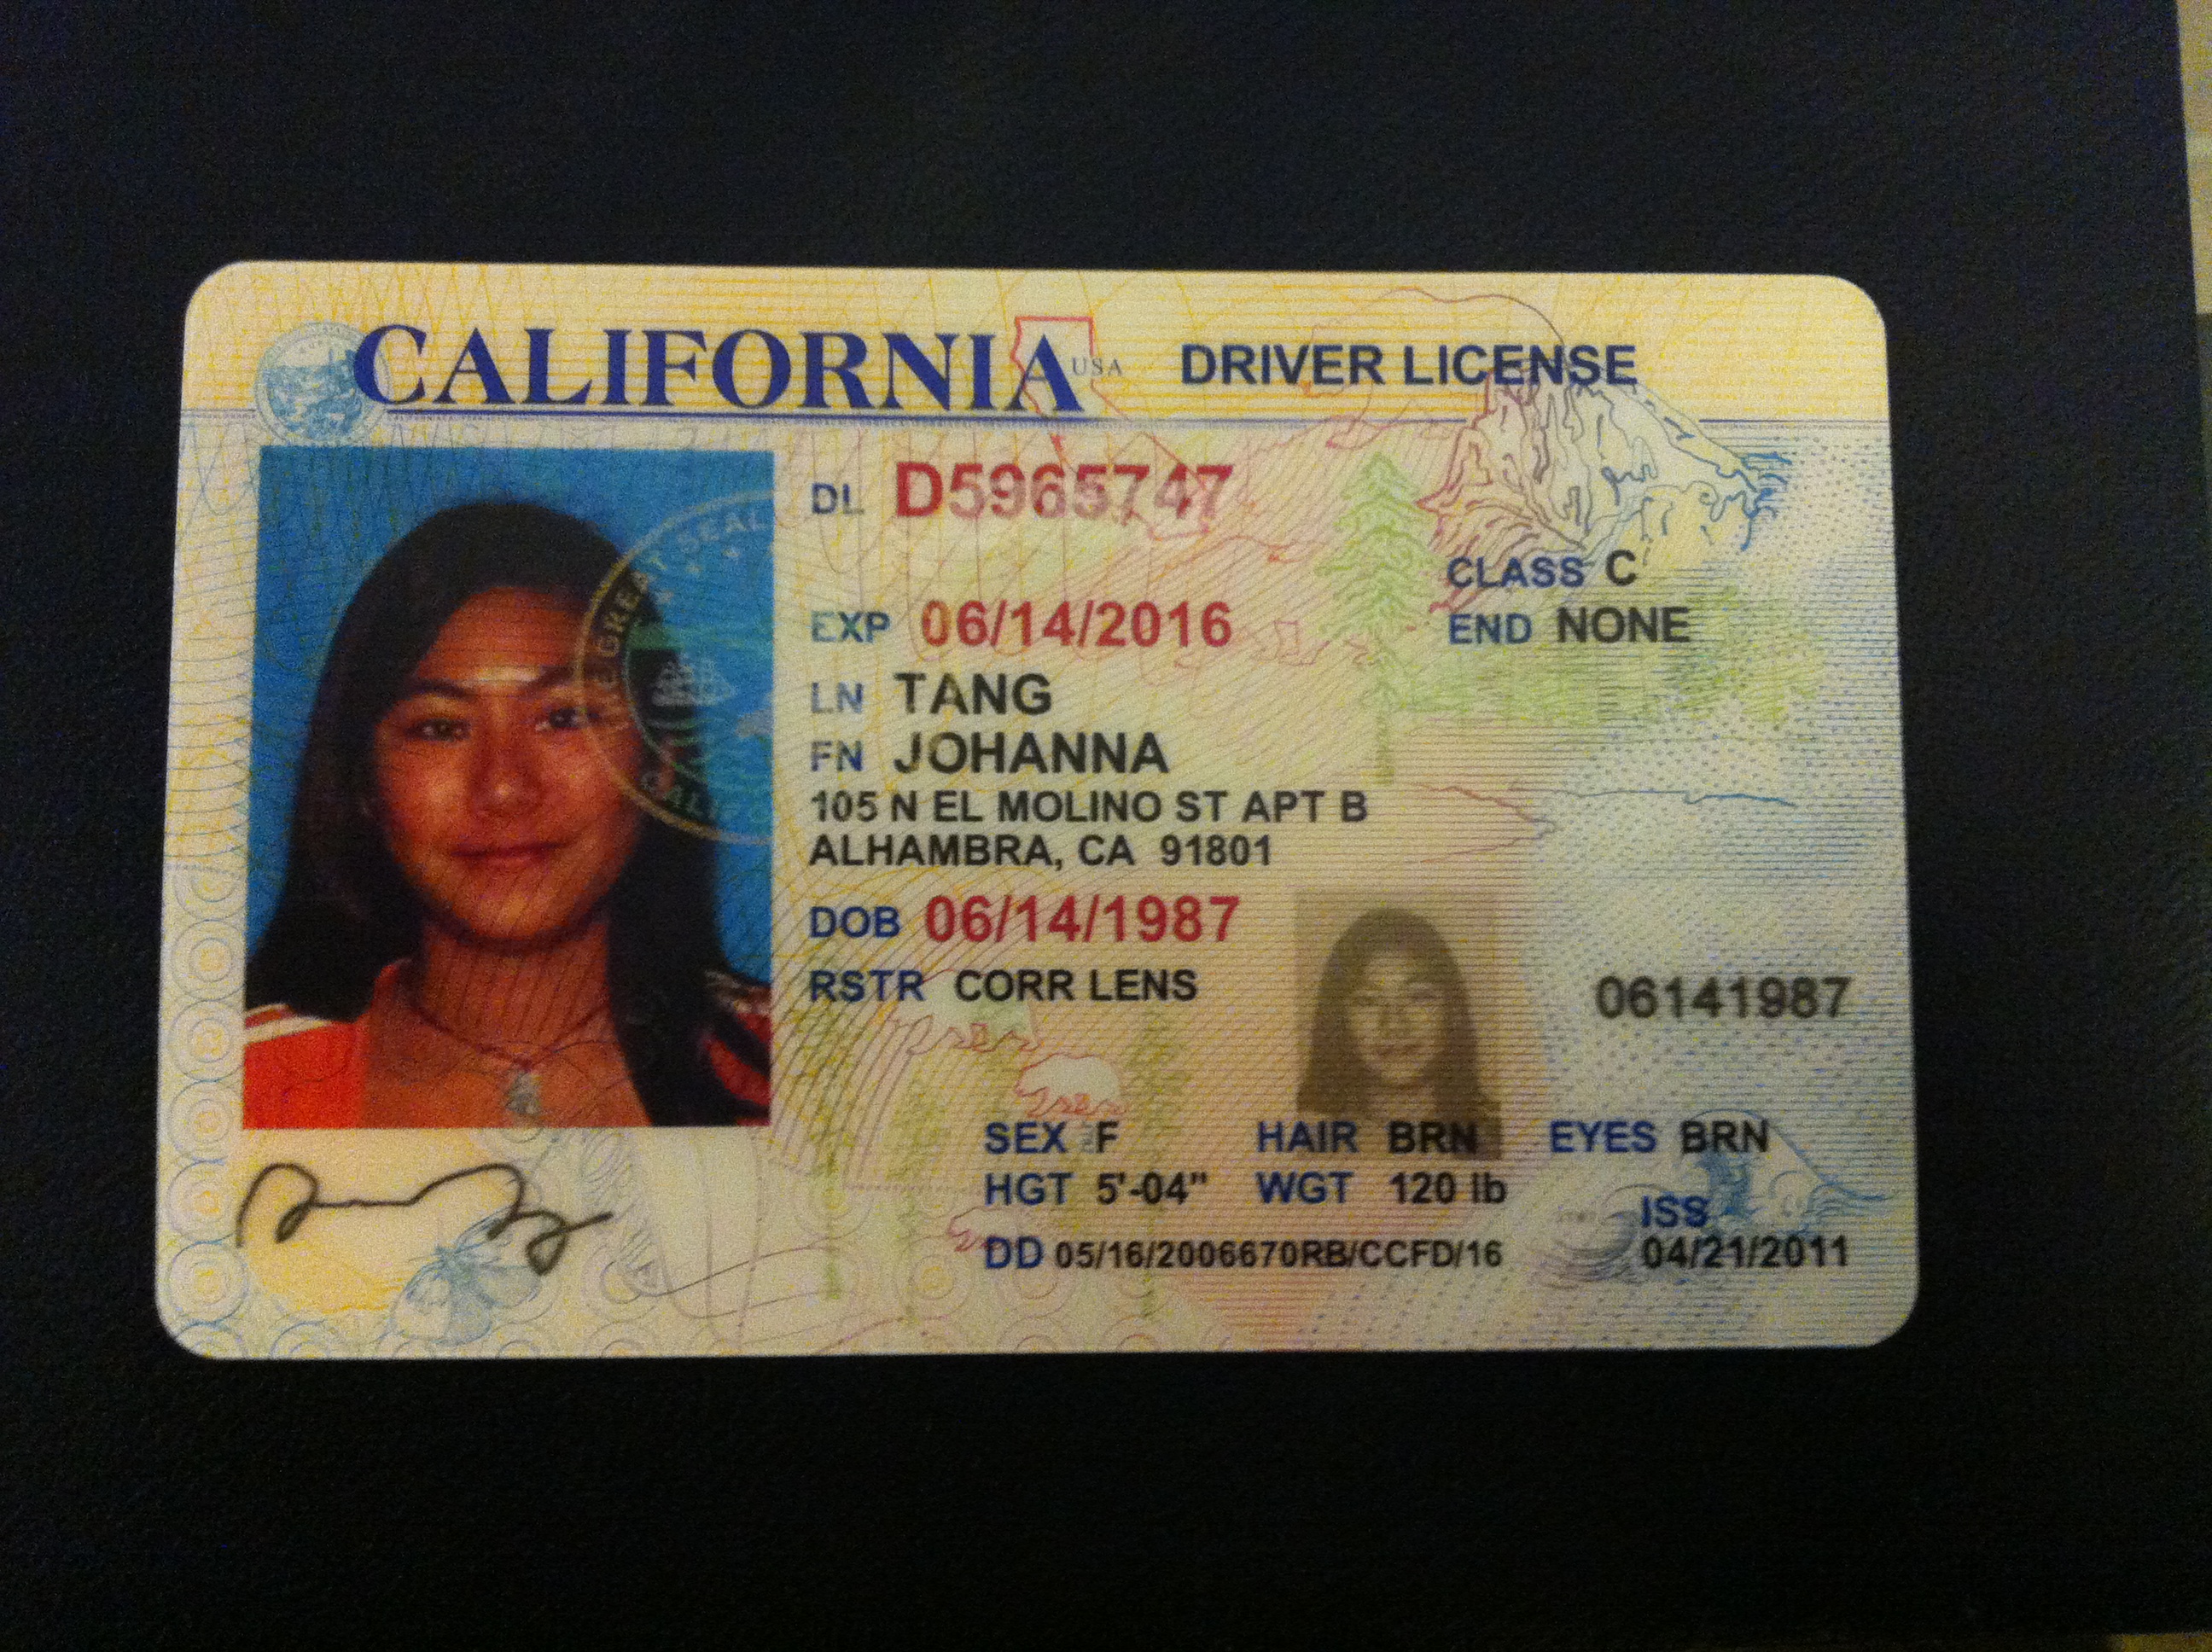 CALIFORNIA USA DRIVER LICENSE
DL D5965747
CLASS C
EXP 06/14/2016
END NONE
LN TANG
FN JOHANNA
105 N EL MOLINO ST APT B
ALHAMBRA, CA 91801
DOB 06/14/1987
RSTR CORR LENS
06141987
SEX F HAIR BRN EYES BRN
HGT 5'-04" WGT 120 lb
ISS
DD 05/16/2006670RB/CCFD/16 04/21/2011
GREAT SEAL